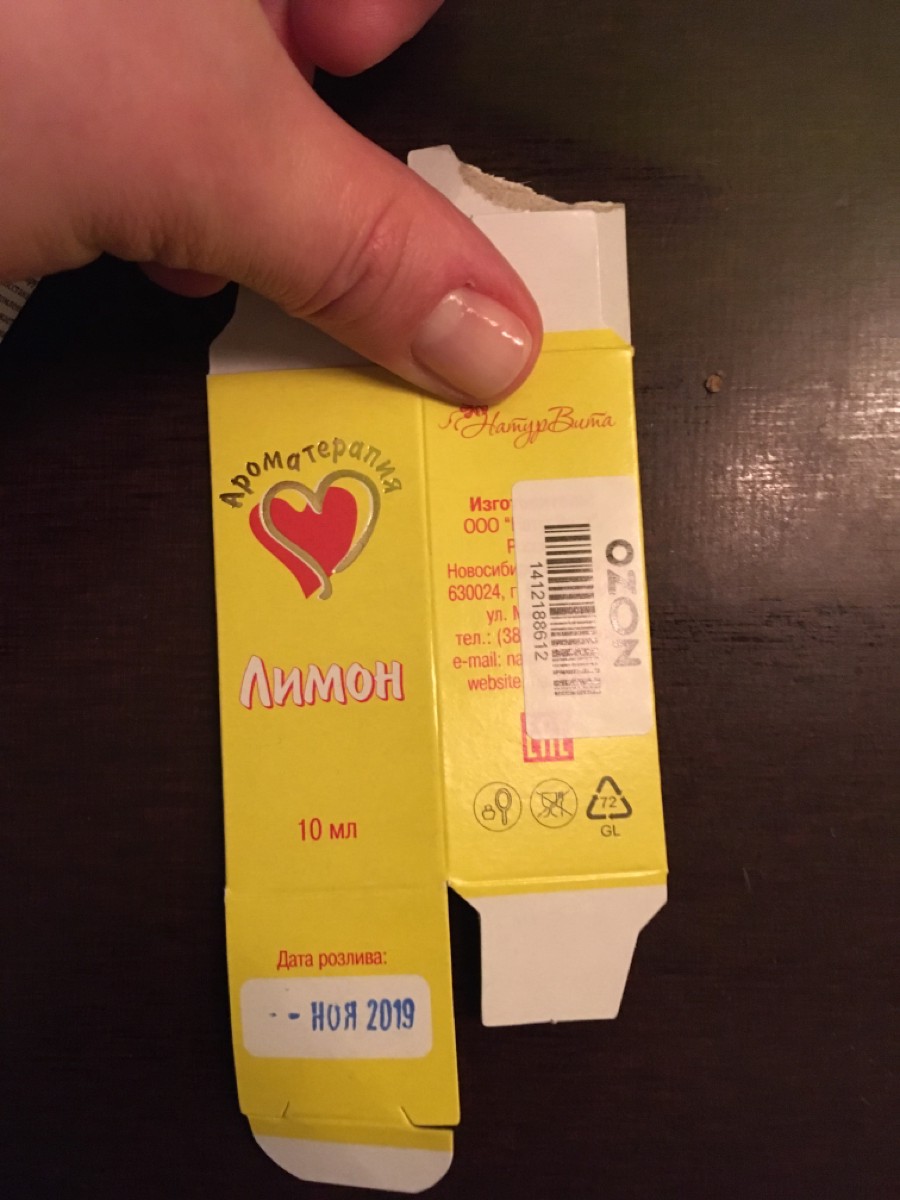 Ароматерапия
Лимон
10 мл
Дата розлива:
- - НОЯ 2019
НатурВита
ООО "
Новосиби
630024, г
ул. М
тел.: (38
e-mail: na
website
EAC
OZON
1412188612
72
GL